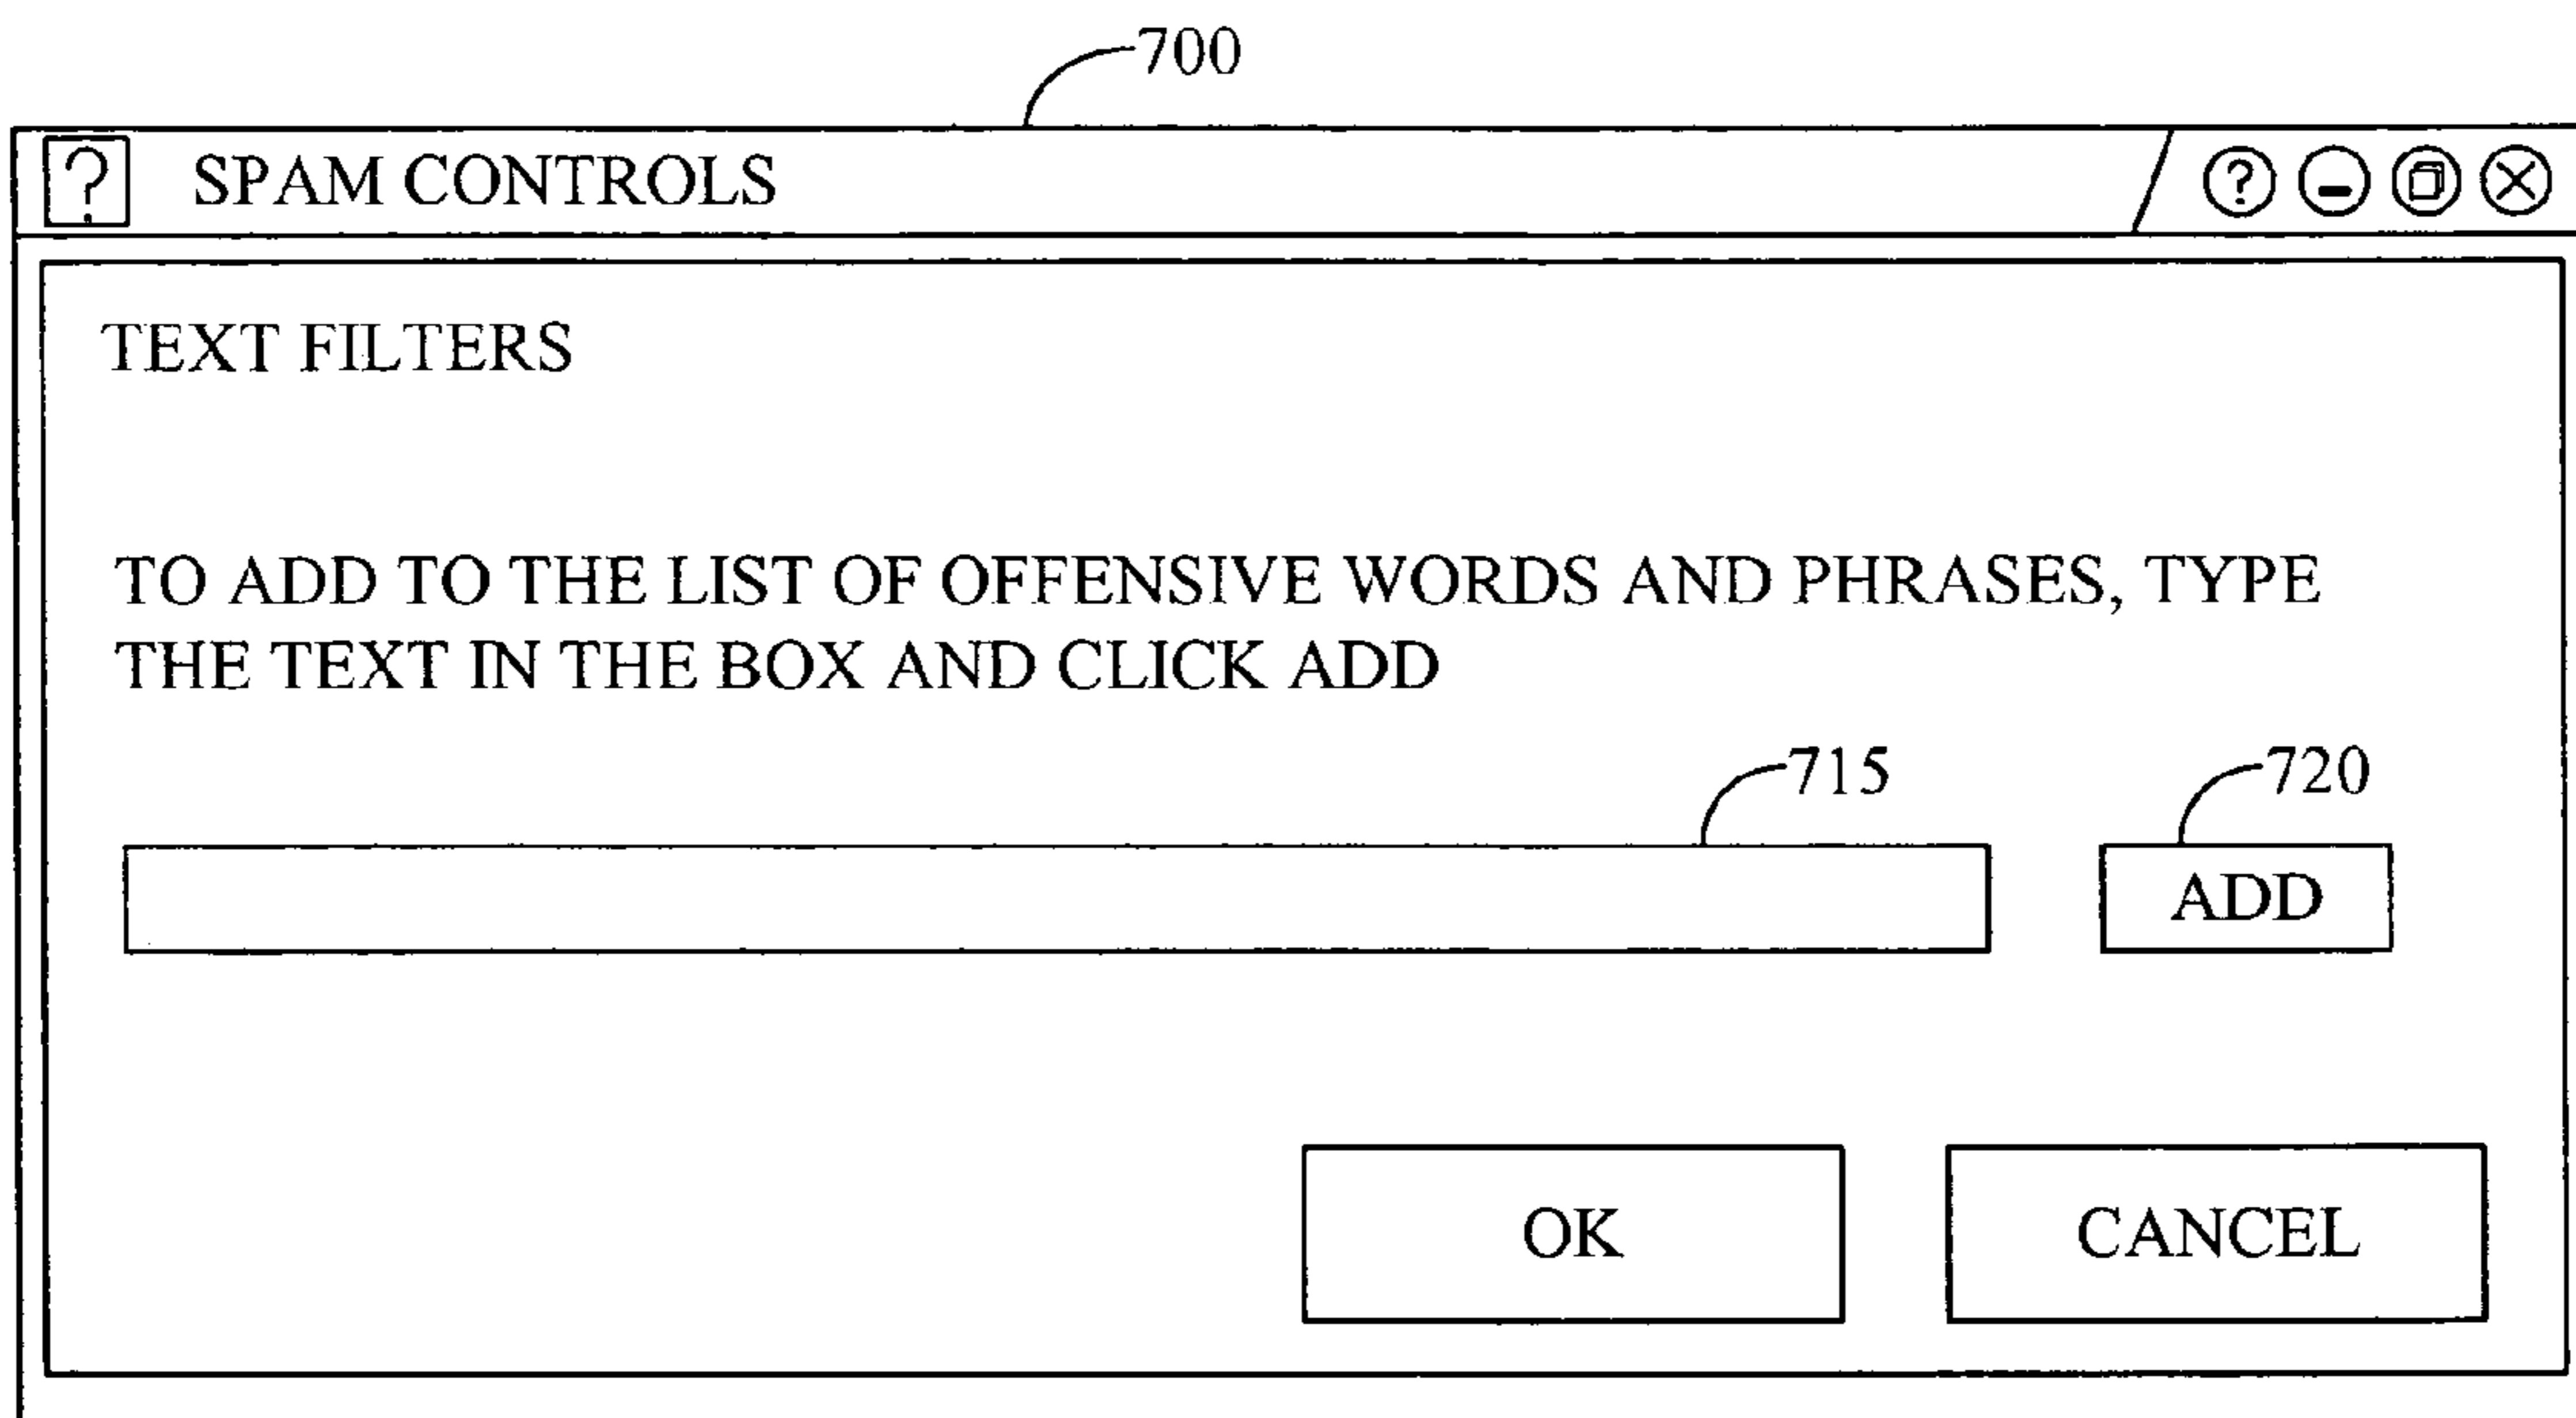 700
? SPAM CONTROLS ?
TEXT FILTERS
TO ADD TO THE LIST OF OFFENSIVE WORDS AND PHRASES, TYPE
THE TEXT IN THE BOX AND CLICK ADD
715 720
ADD
OK CANCEL